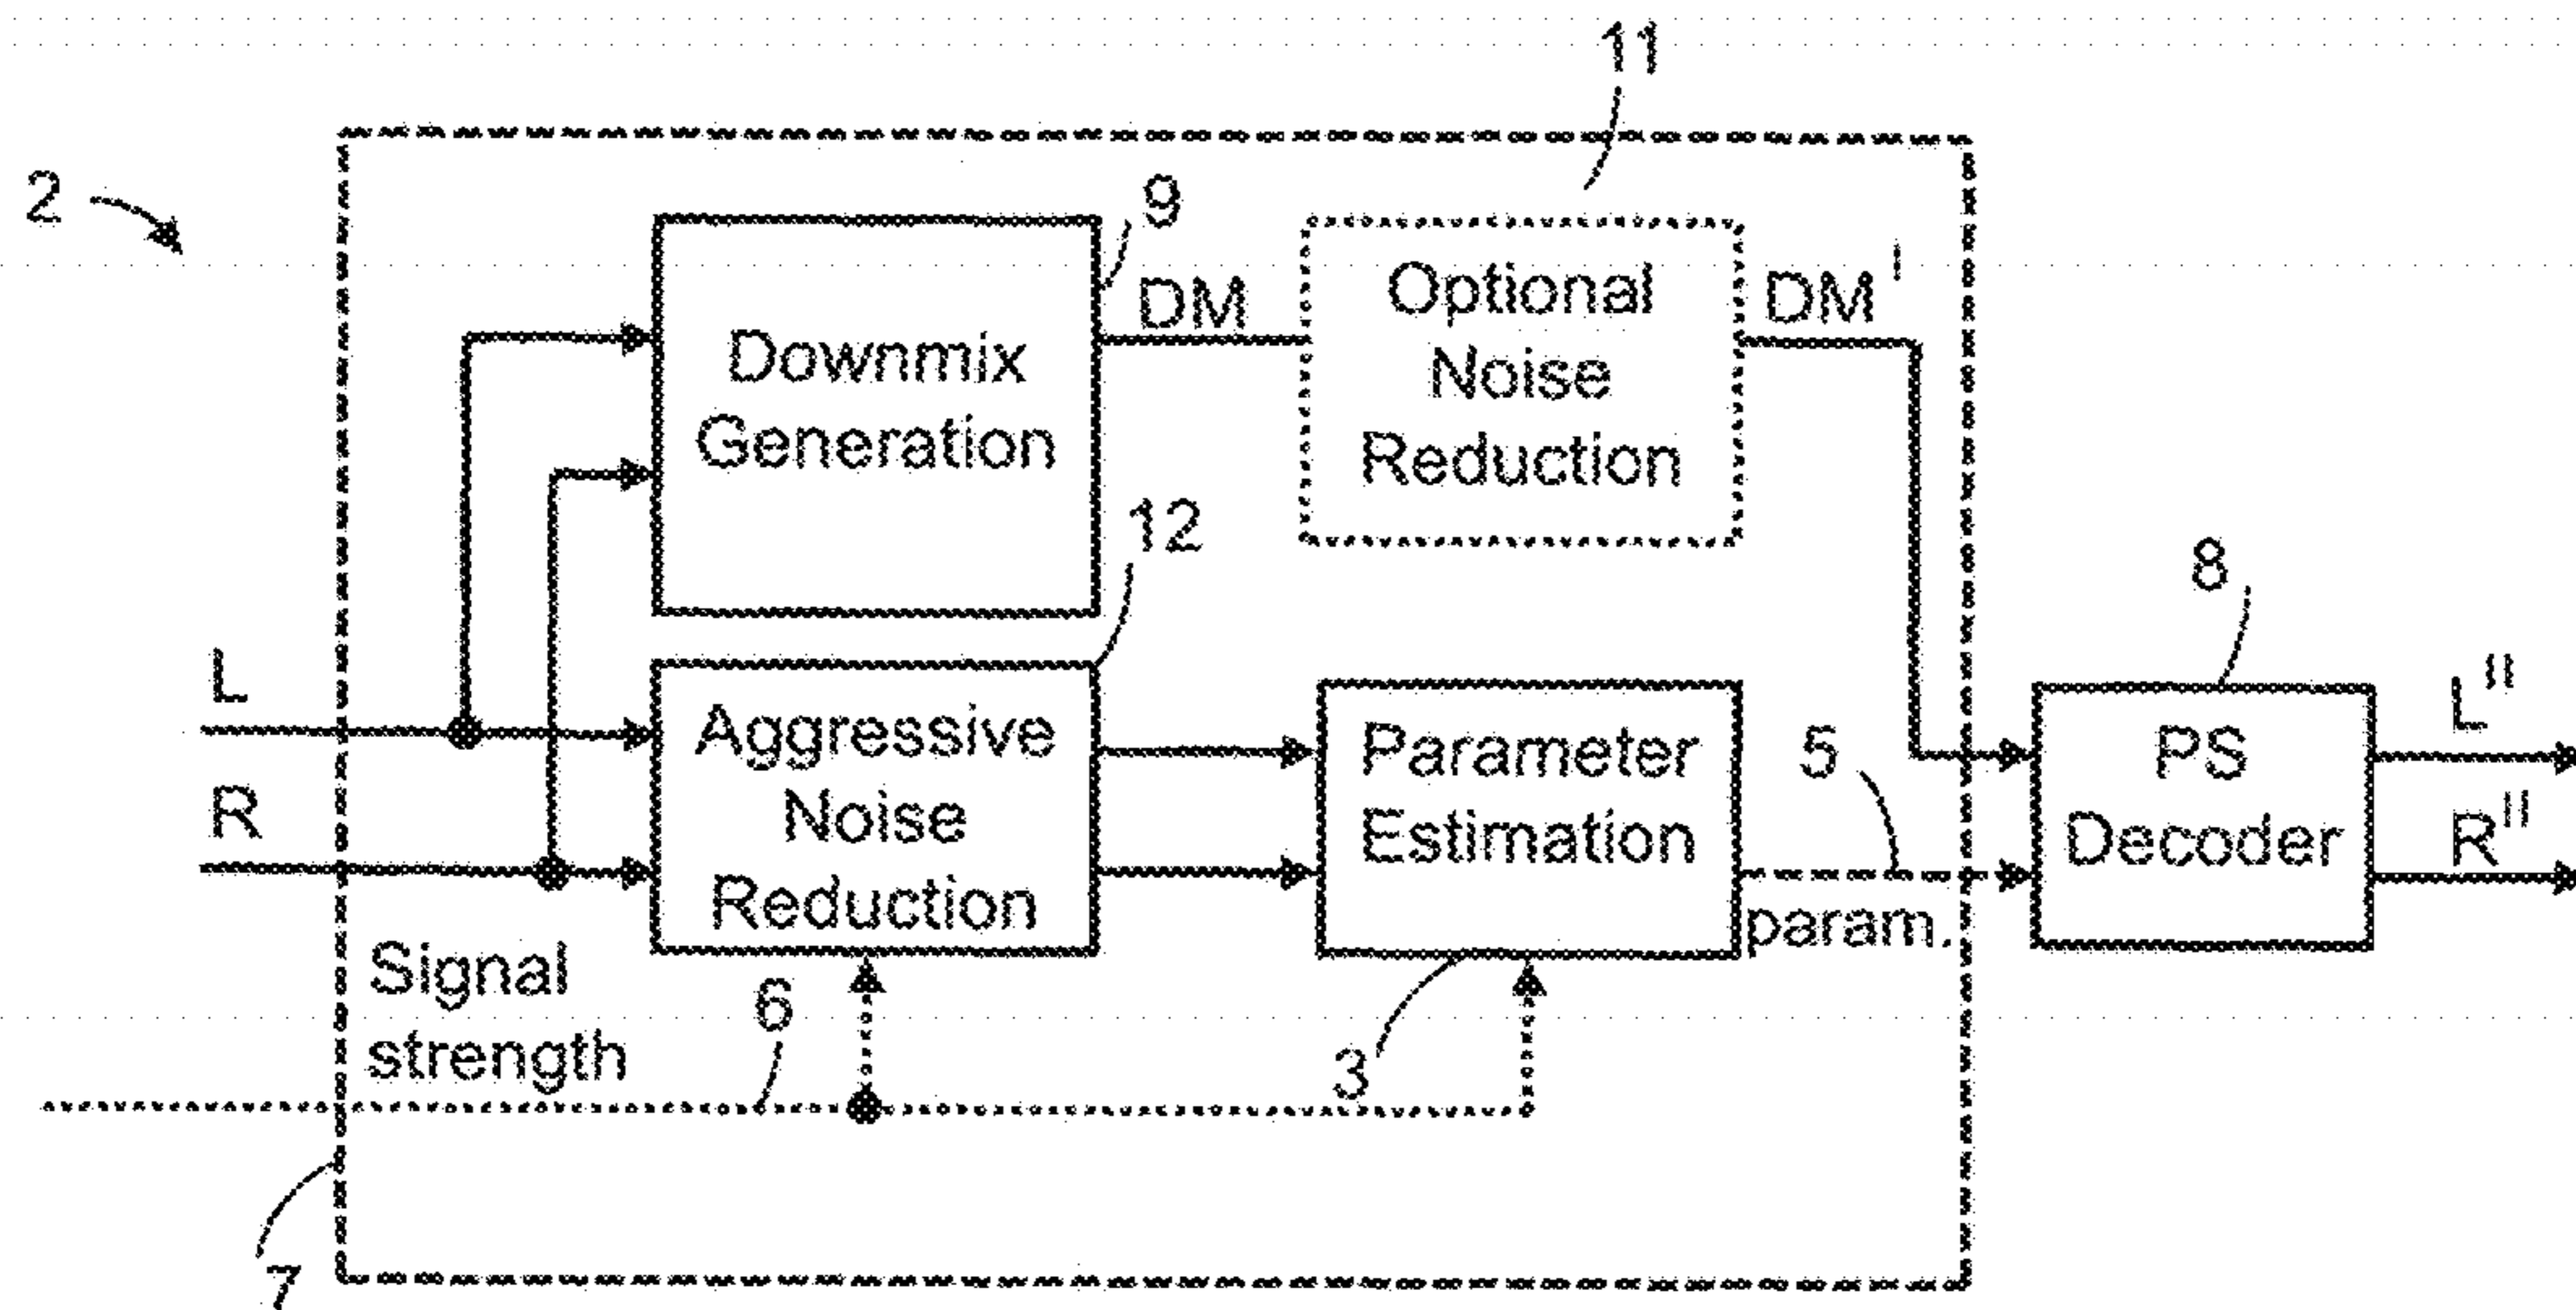 11
2
9
Downmix
Generation
DM
Optional
Noise
Reduction
DM'
12
8
L
R
Aggressive
Noise
Reduction
Parameter
Estimation
5
param.
PS
Decoder
L"
R"
Signal
strength
6
3
7